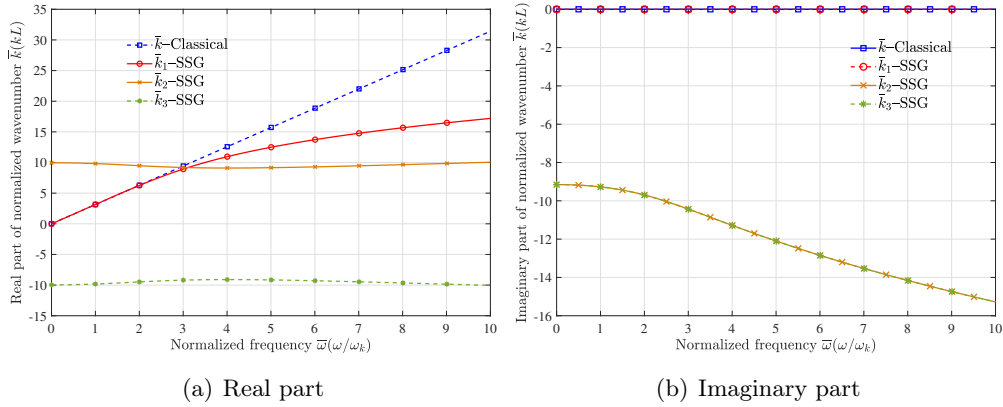 35
30
25
20
15
10
5
0
-5
-10
-15
Real part of normalized wavenumber k̅(kL)
k̅–Classical
k̅₁–SSG
k̅₂–SSG
k̅₃–SSG
0 1 2 3 4 5 6 7 8 9 10
Normalized frequency ω̅(ω/ωₖ)
(a) Real part
0
-2
-4
-6
-8
-10
-12
-14
-16
Imaginary part of normalized wavenumber k̅(kL)
k̅–Classical
k̅₁–SSG
k̅₂–SSG
k̅₃–SSG
0 1 2 3 4 5 6 7 8 9 10
Normalized frequency ω̅(ω/ωₖ)
(b) Imaginary part